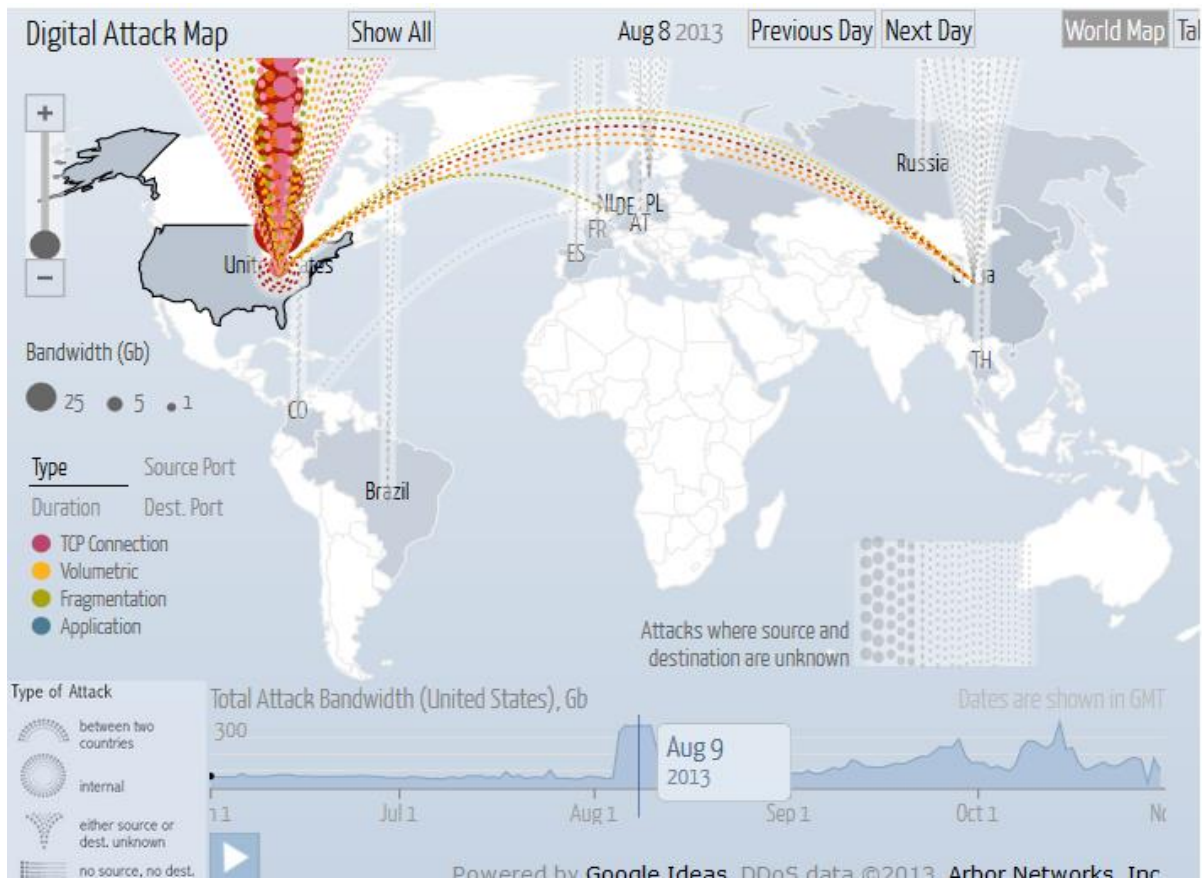 Digital Attack Map
Show All
Aug 8 2013
Previous Day
Next Day
World Map
Tal
+
−
Russia
NL
DE
PL
FR
AT
ES
TH
CO
Brazil
Bandwidth (Gb)
25
5
1
Type
Source Port
Duration
Dest. Port
TCP Connection
Volumetric
Fragmentation
Application
Attacks where source and
destination are unknown
Type of Attack
between two
countries
internal
either source or
dest. unknown
no source, no dest.
Total Attack Bandwidth (United States), Gb
Dates are shown in GMT
300
Aug 9
2013
n 1
Jul 1
Aug 1
Sep 1
Oct 1
No
Powered by Google Ideas DDoS data ©2013, Arbor Networks, Inc.